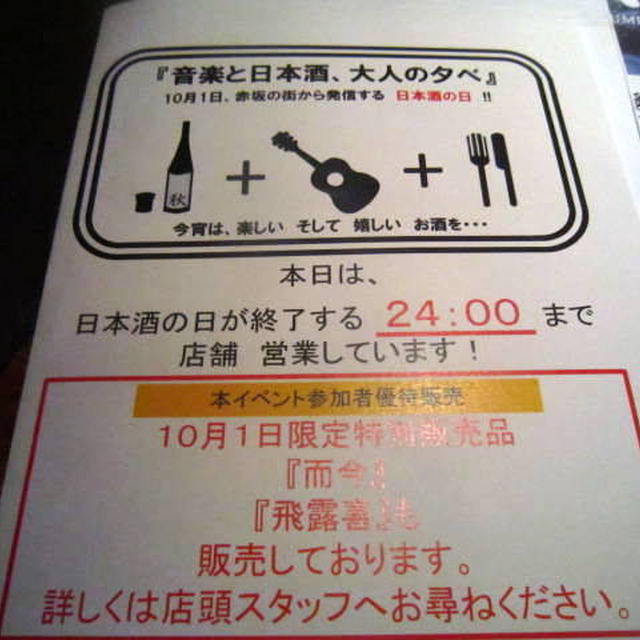 『音楽と日本酒、大人の夕べ』
10月1日、赤坂の街から発信する 日本酒の日 !!
秋
今宵は、楽しい そして 嬉しい お酒を・・・
本日は、
日本酒の日が終了する 24:00 まで
店舗 営業しています！
本イベント参加者優待販売
10月1日限定特別販売品
『而今』
『飛露喜』も
販売しております。
詳しくは店頭スタッフへお尋ねください。